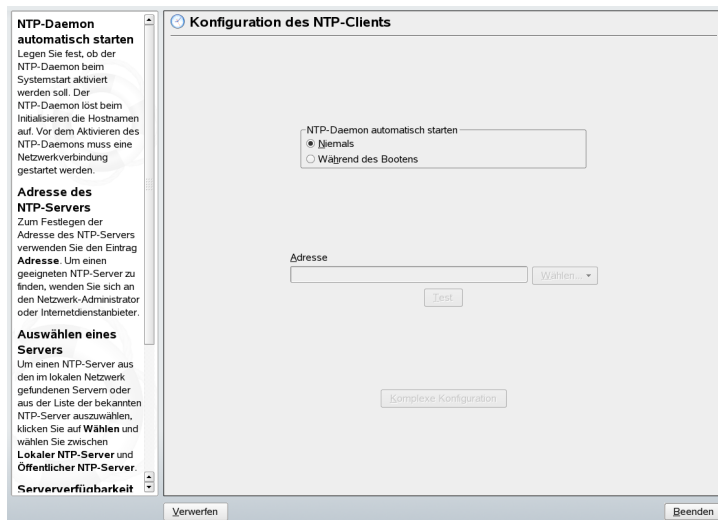 NTP-Daemon
automatisch starten
Legen Sie fest, ob der
NTP-Daemon beim
Systemstart aktiviert
werden soll. Der
NTP-Daemon löst beim
Initialisieren die Hostnamen
auf. Vor dem Aktivieren des
NTP-Daemons muss eine
Netzwerkverbindung
gestartet werden.
Adresse des
NTP-Servers
Zum Festlegen der
Adresse des NTP-Servers
verwenden Sie den Eintrag
Adresse. Um einen
geeigneten NTP-Server zu
finden, wenden Sie sich an
den Netzwerk-Administrator
oder Internetdienstanbieter.
Auswählen eines
Servers
Um einen NTP-Server aus
den im lokalen Netzwerk
gefundenen Servern oder
aus der Liste der bekannten
NTP-Server auszuwählen,
klicken Sie auf Wählen und
wählen Sie zwischen
Lokaler NTP-Server und
Öffentlicher NTP-Server.
Serververfügbarkeit
Konfiguration des NTP-Clients
NTP-Daemon automatisch starten
Niemals
Während des Bootens
Adresse
Wählen...
Test
Komplexe Konfiguration
Verwerfen
Beenden